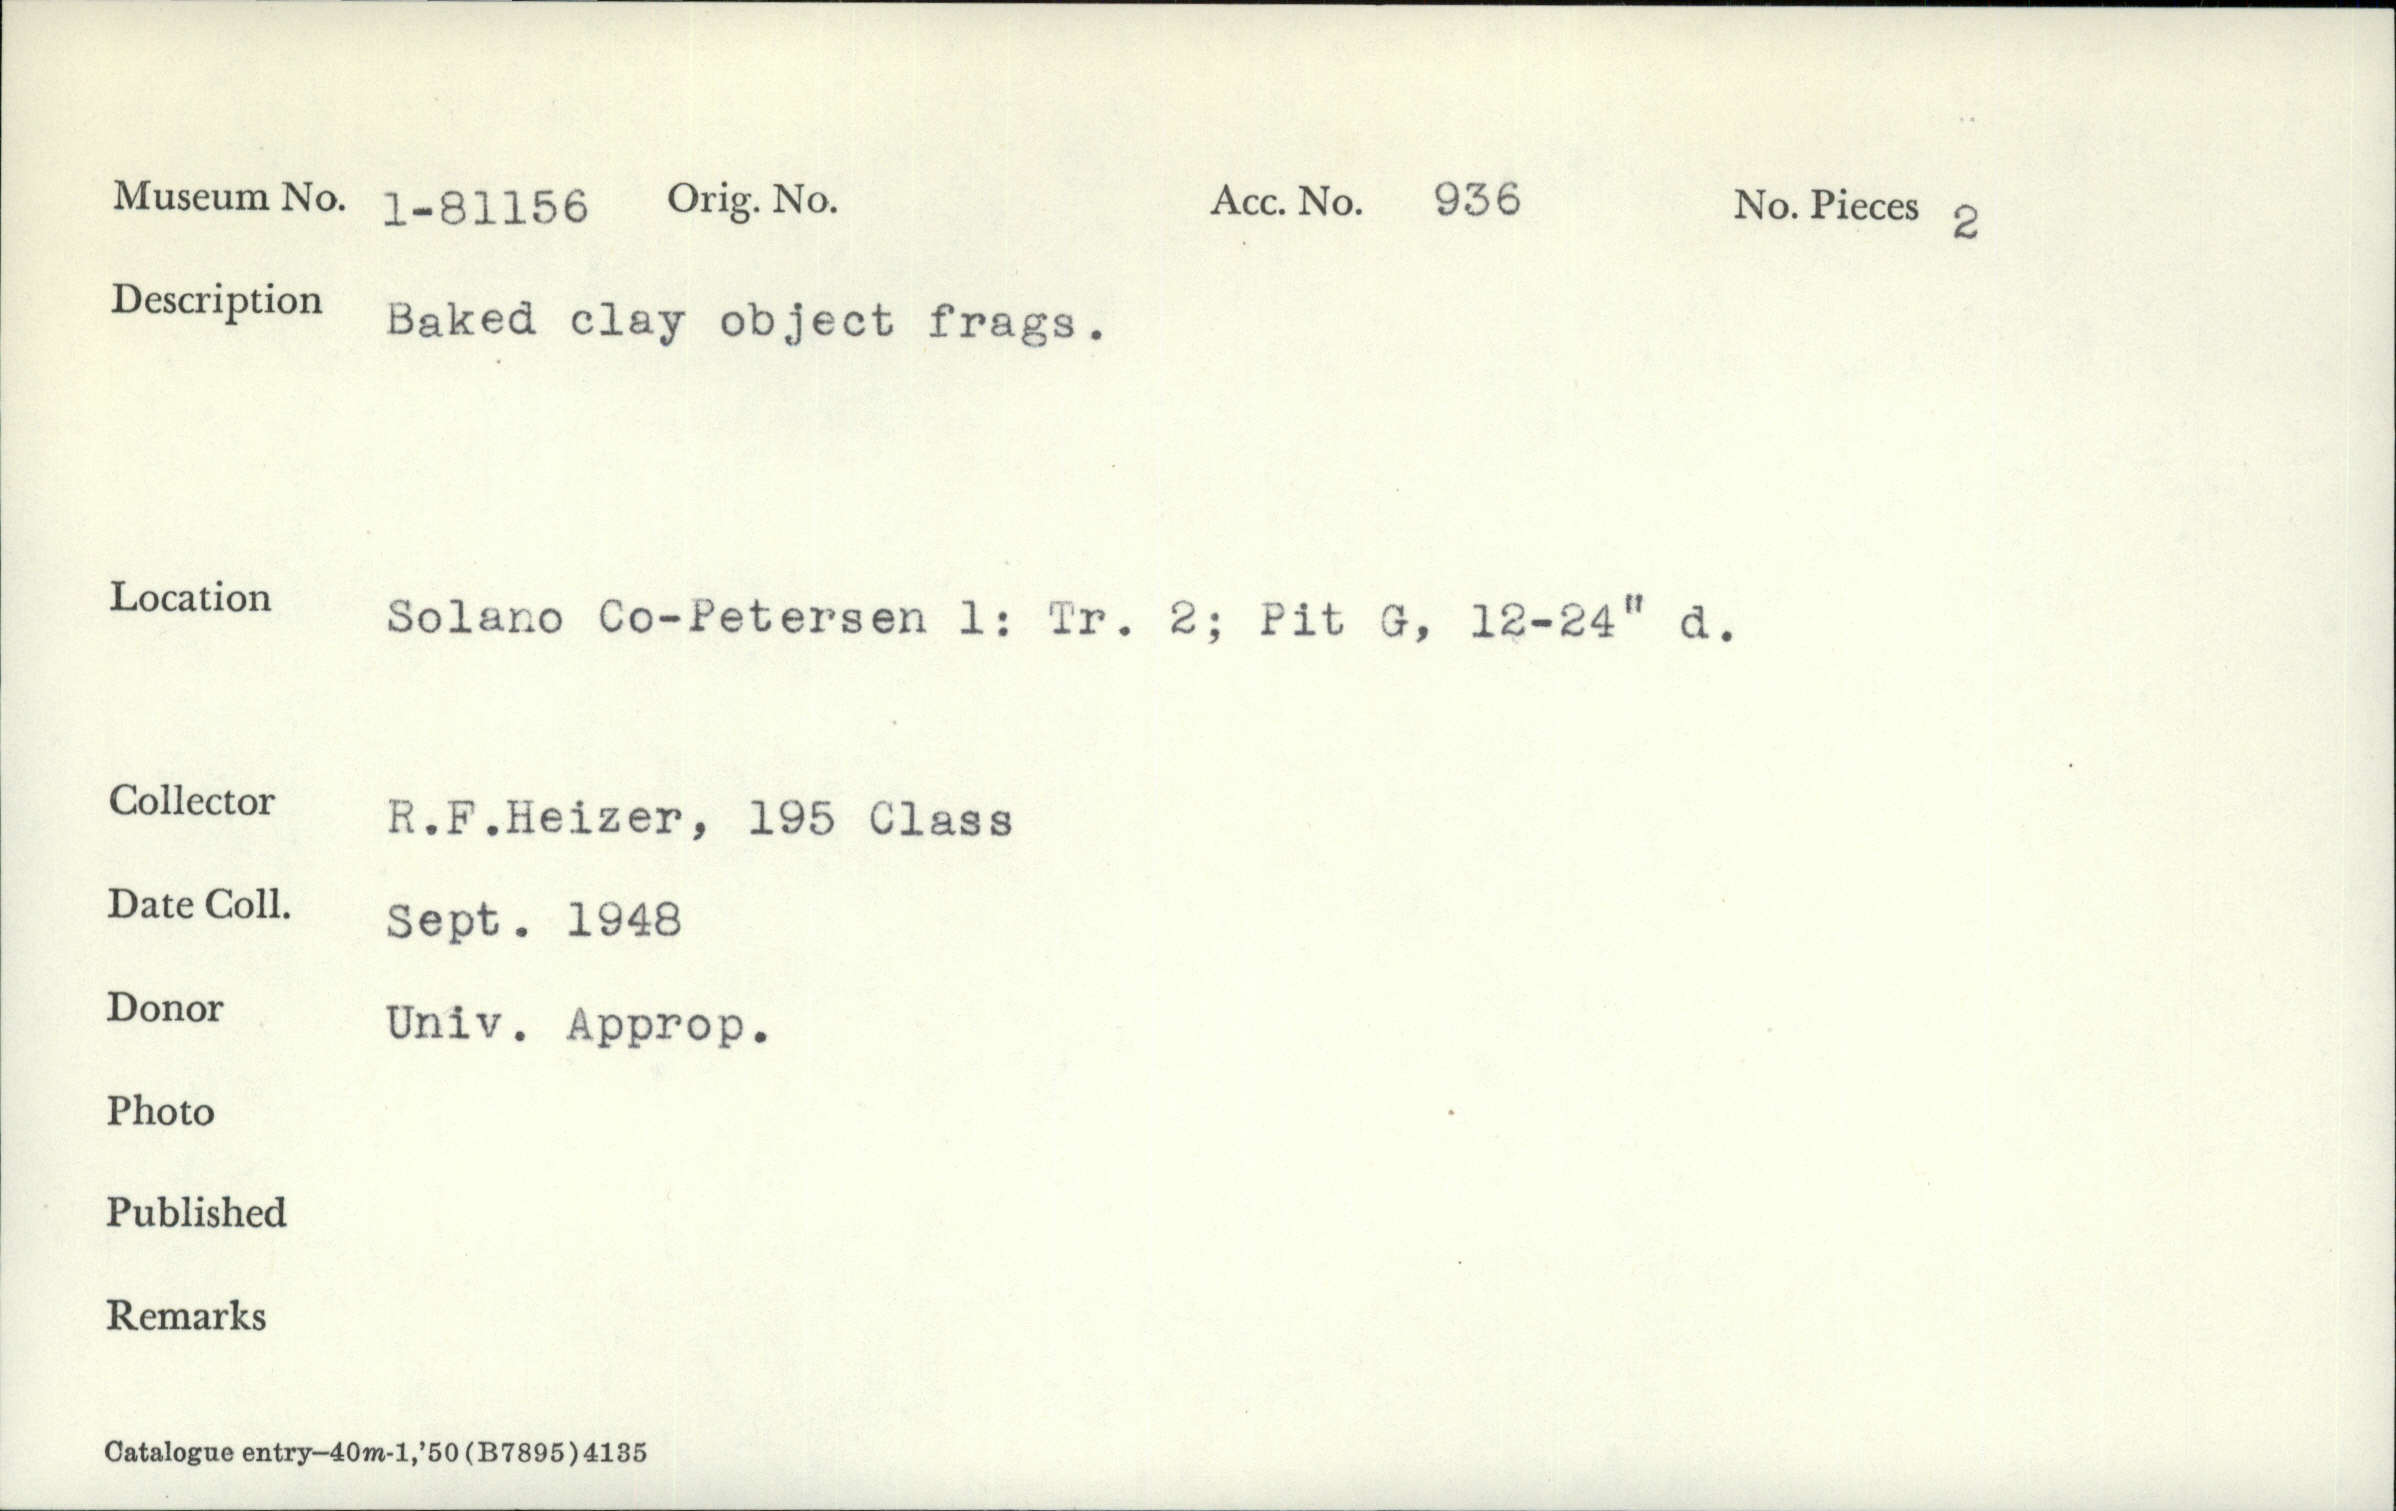 Museum No. 1-81156 Orig. No. Acc. No. 936 No. Pieces 2
Description Baked clay object frags.
Location Solano Co-Petersen 1: Tr. 2; Pit G, 12-24" d.
Collector R.F.Heizer, 195 Class
Date Coll. Sept. 1948
Donor Univ. Approp.
Photo
Published
Remarks
Catalogue entry—40m-1,'50(B7895)4135